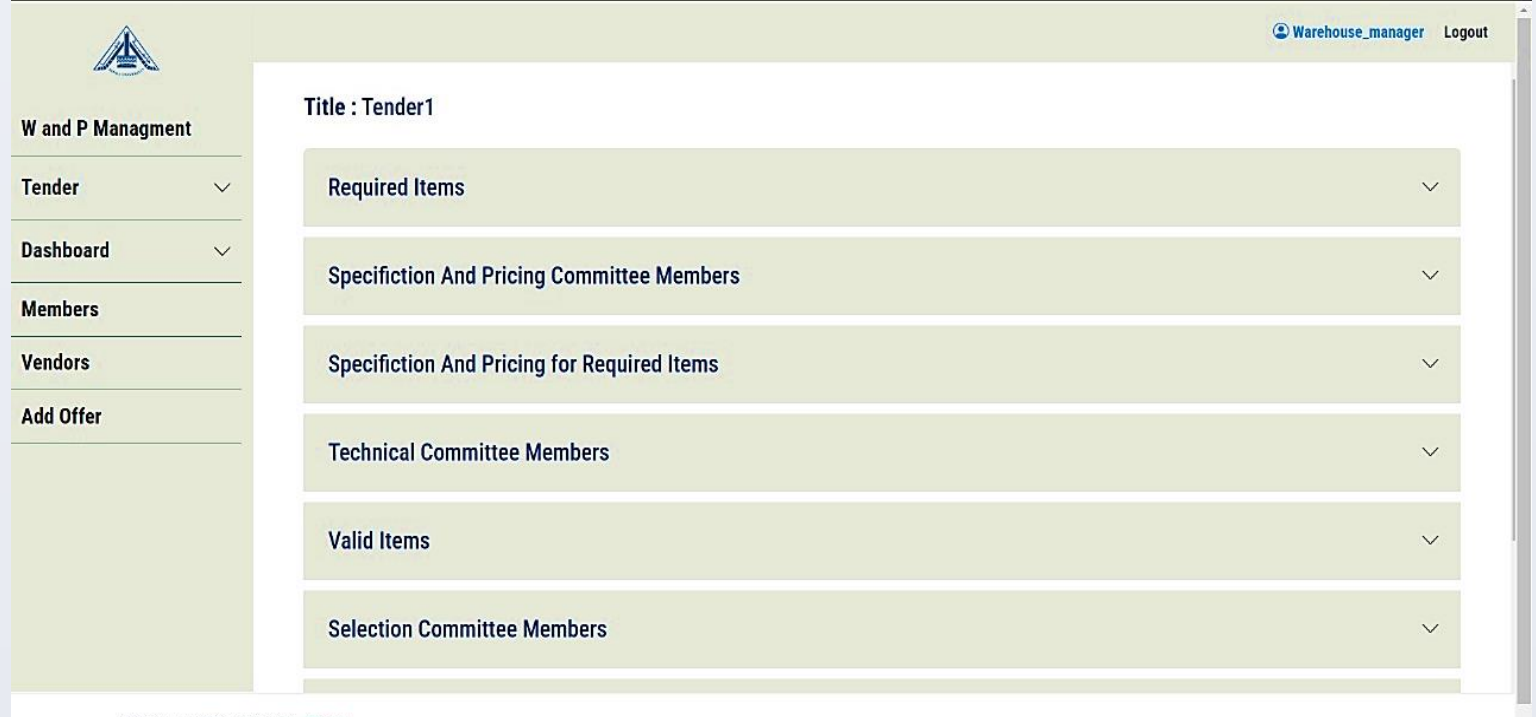 Warehouse_manager Logout
W and P Managment
Tender
Dashboard
Members
Vendors
Add Offer
Title : Tender1
Required Items
Specifiction And Pricing Committee Members
Specifiction And Pricing for Required Items
Technical Committee Members
Valid Items
Selection Committee Members